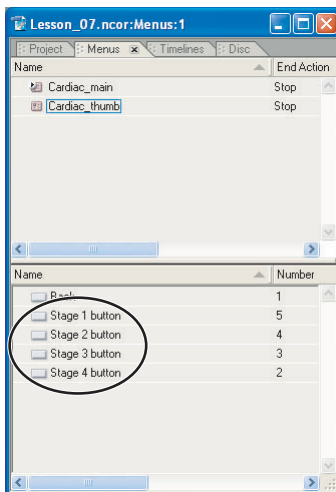 Lesson_07.ncor:Menus:1
Project Menus x Timelines Disc
Name End Action
Cardiac_main Stop
Cardiac_thumb Stop
Name Number
Back 1
Stage 1 button 5
Stage 2 button 4
Stage 3 button 3
Stage 4 button 2